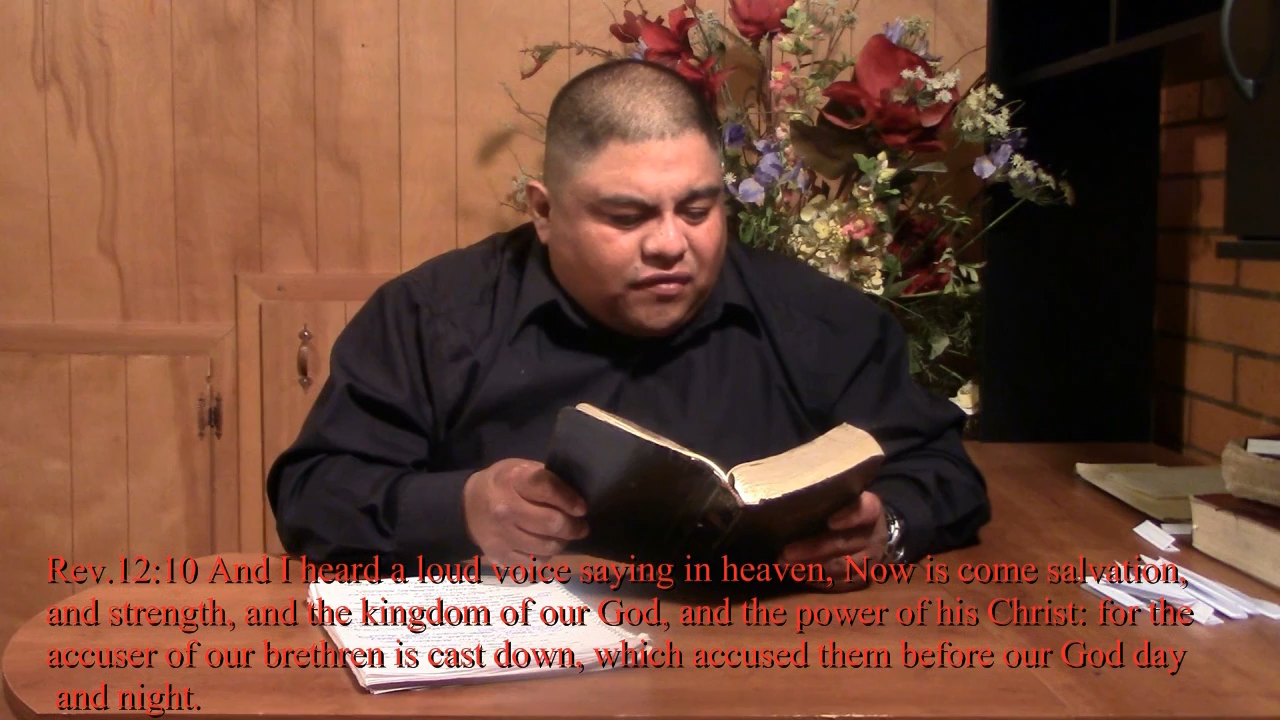 Rev.12:10 And I heard a loud voice saying in heaven, Now is come salvation,
and strength, and the kingdom of our God, and the power of his Christ: for the
accuser of our brethren is cast down, which accused them before our God day
and night.